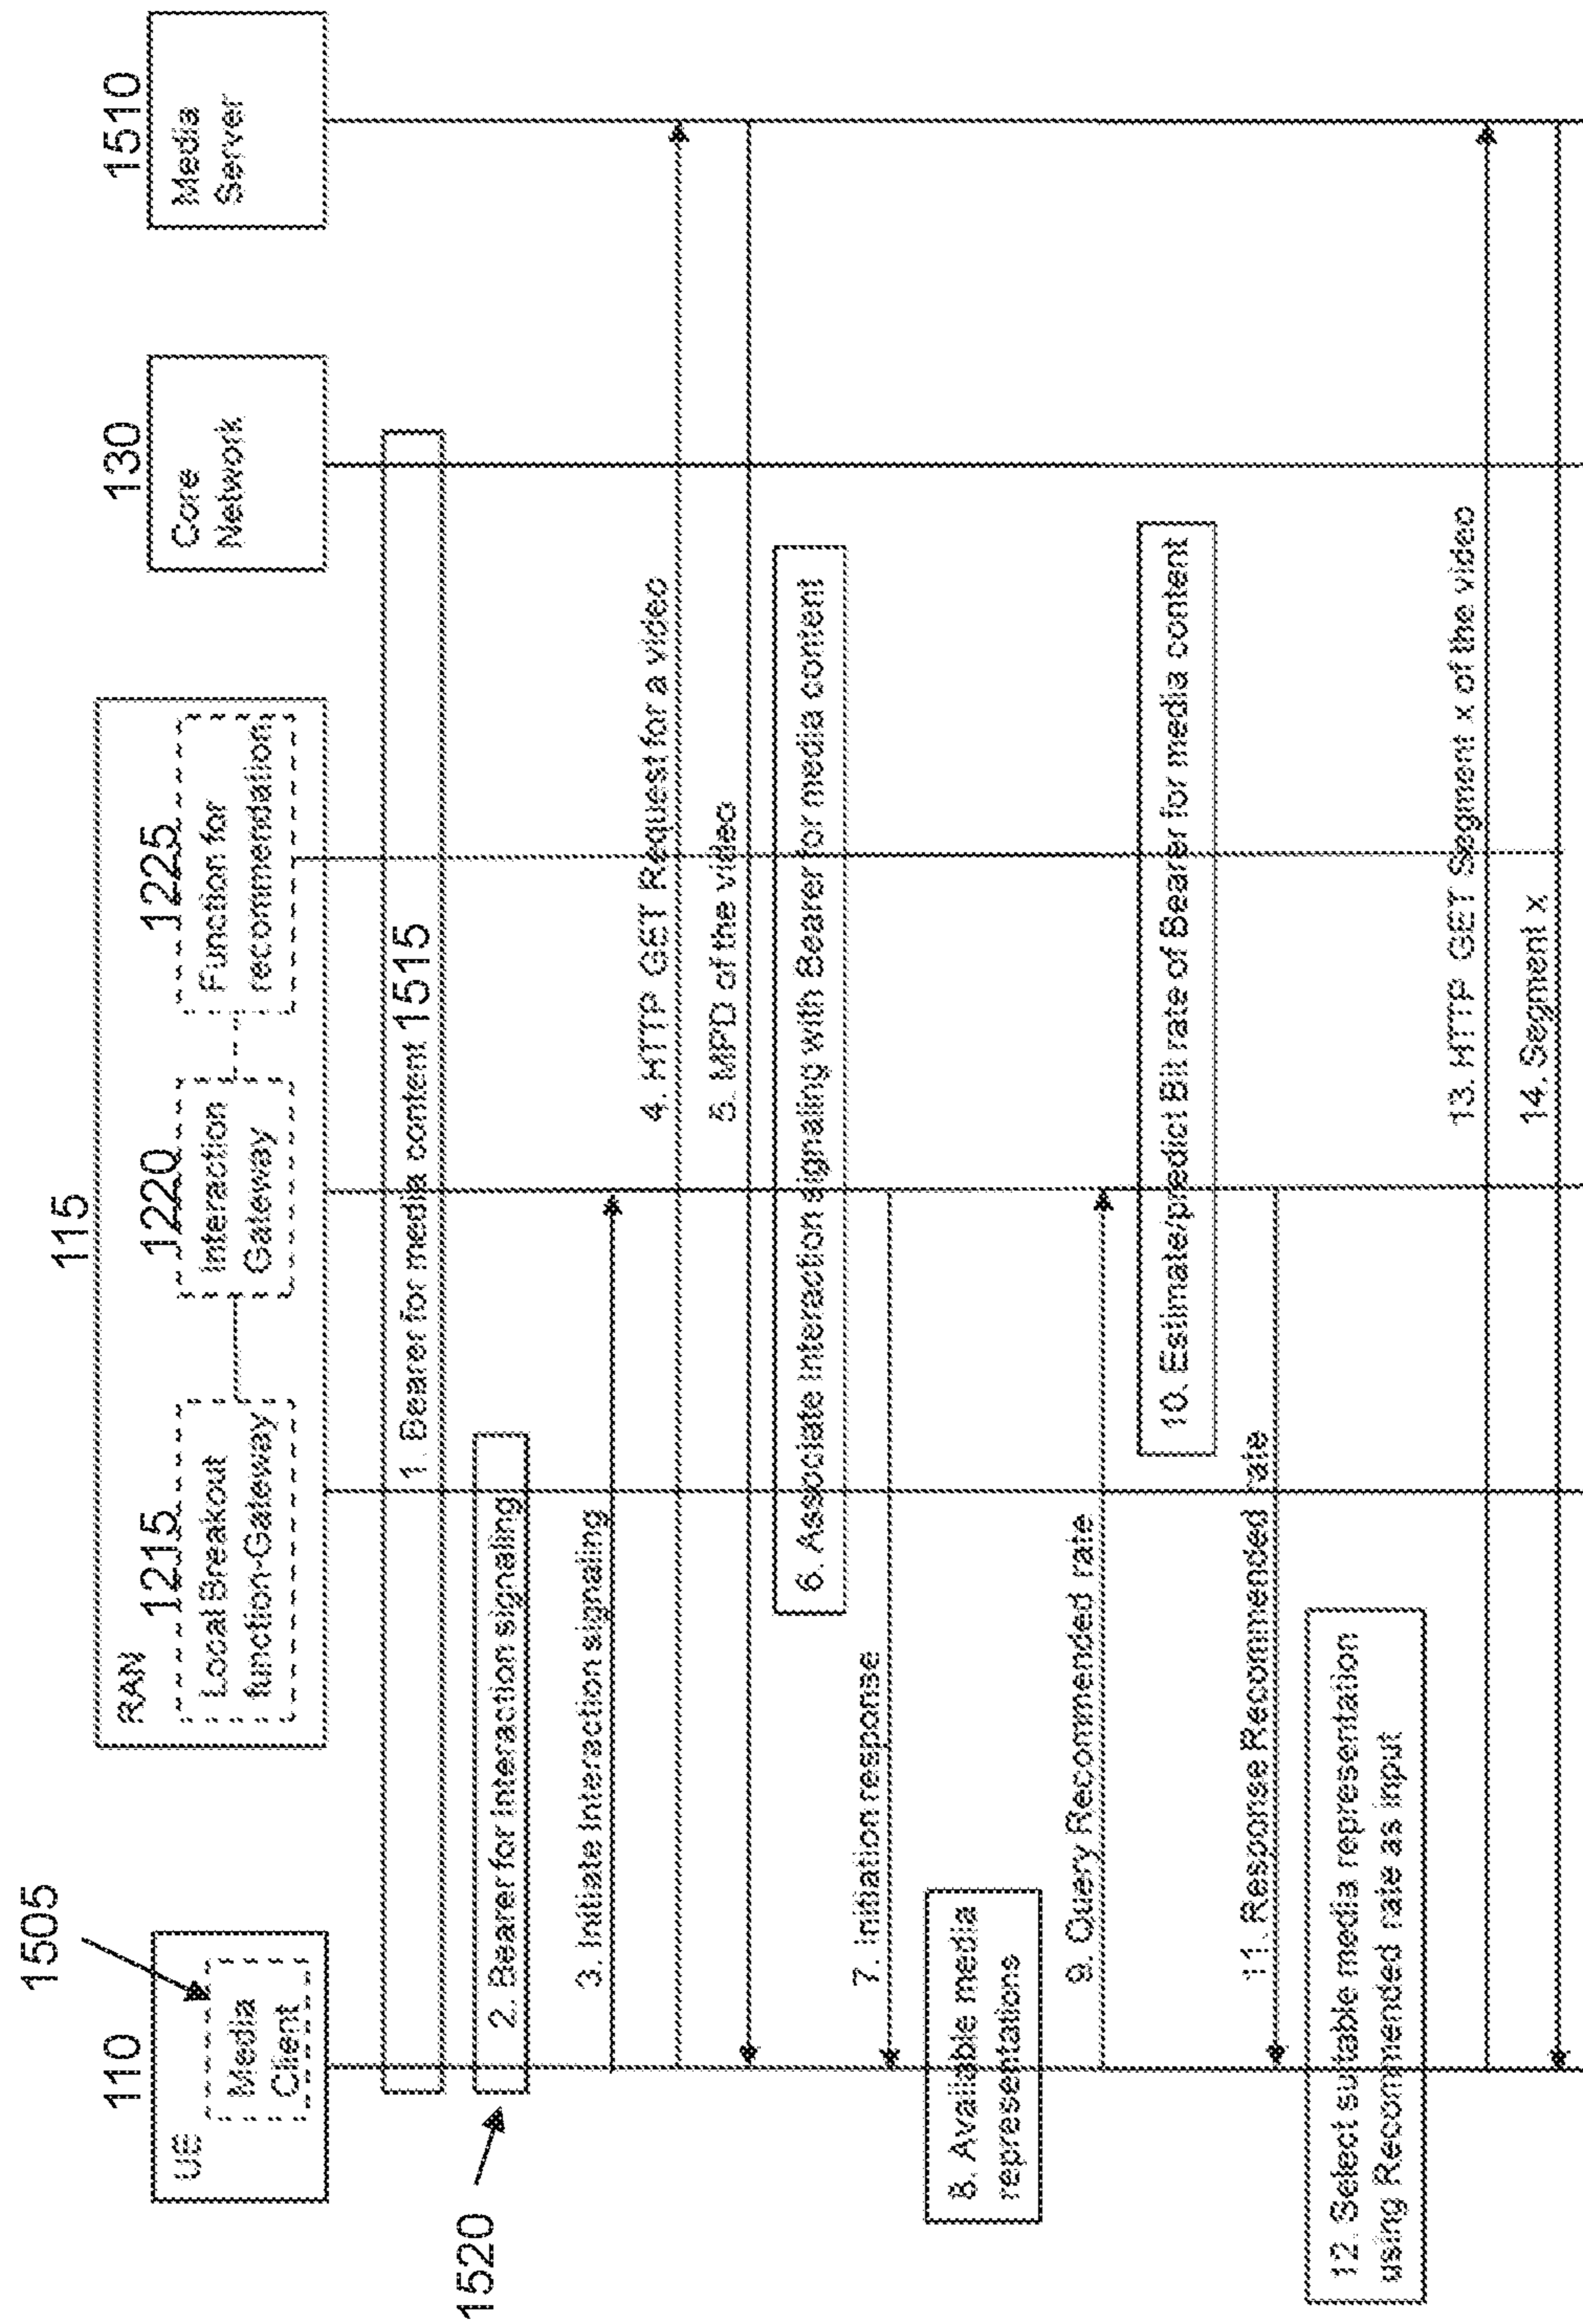 1505
110
UE
Media
Client
115
RAN
1215
Local Breakout
function-Gateway
1220
Interaction
Gateway
1225
Function for
recommendation
130
Core
Network
1510
Media
Server
1. Bearer for media content 1515
1520
2. Bearer for Interaction signaling
3. Initiate Interaction signaling
4. HTTP GET Request for a video
5. MPD of the video
6. Associate Interaction signaling with Bearer for media content
7. Initiation response
8. Available media
representations
9. Query Recommended rate
10. Estimate/predict Bit rate of Bearer for media content
11. Response Recommended rate
12. Select suitable media representation
using Recommended rate as input
13. HTTP GET Segment x of the video
14. Segment x